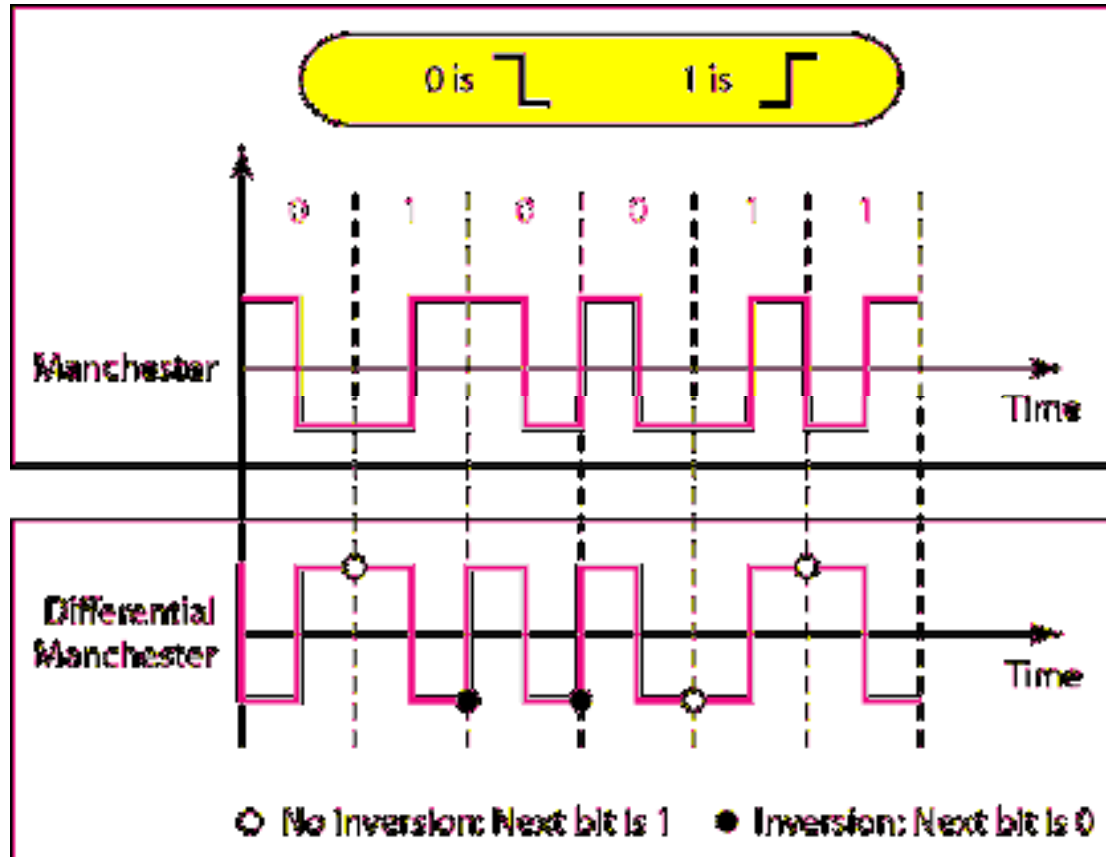 0 is 1 is
0 1 0 0 1 1
Manchester
Time
Differential
Manchester
Time
No Inversion: Next bit is 1 Inversion: Next bit is 0